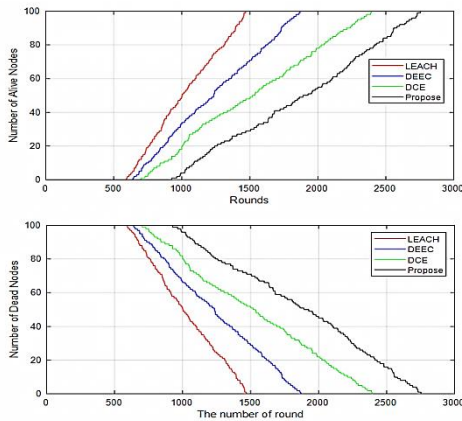 Number of Alive Nodes
100
80
60
40
20
0
LEACH
DEEC
DCE
Propose
0 500 1000 1500 2000 2500 3000
Rounds
Number of Dead Nodes
100
80
60
40
20
0
LEACH
DEEC
DCE
Propose
0 500 1000 1500 2000 2500 3000
The number of round